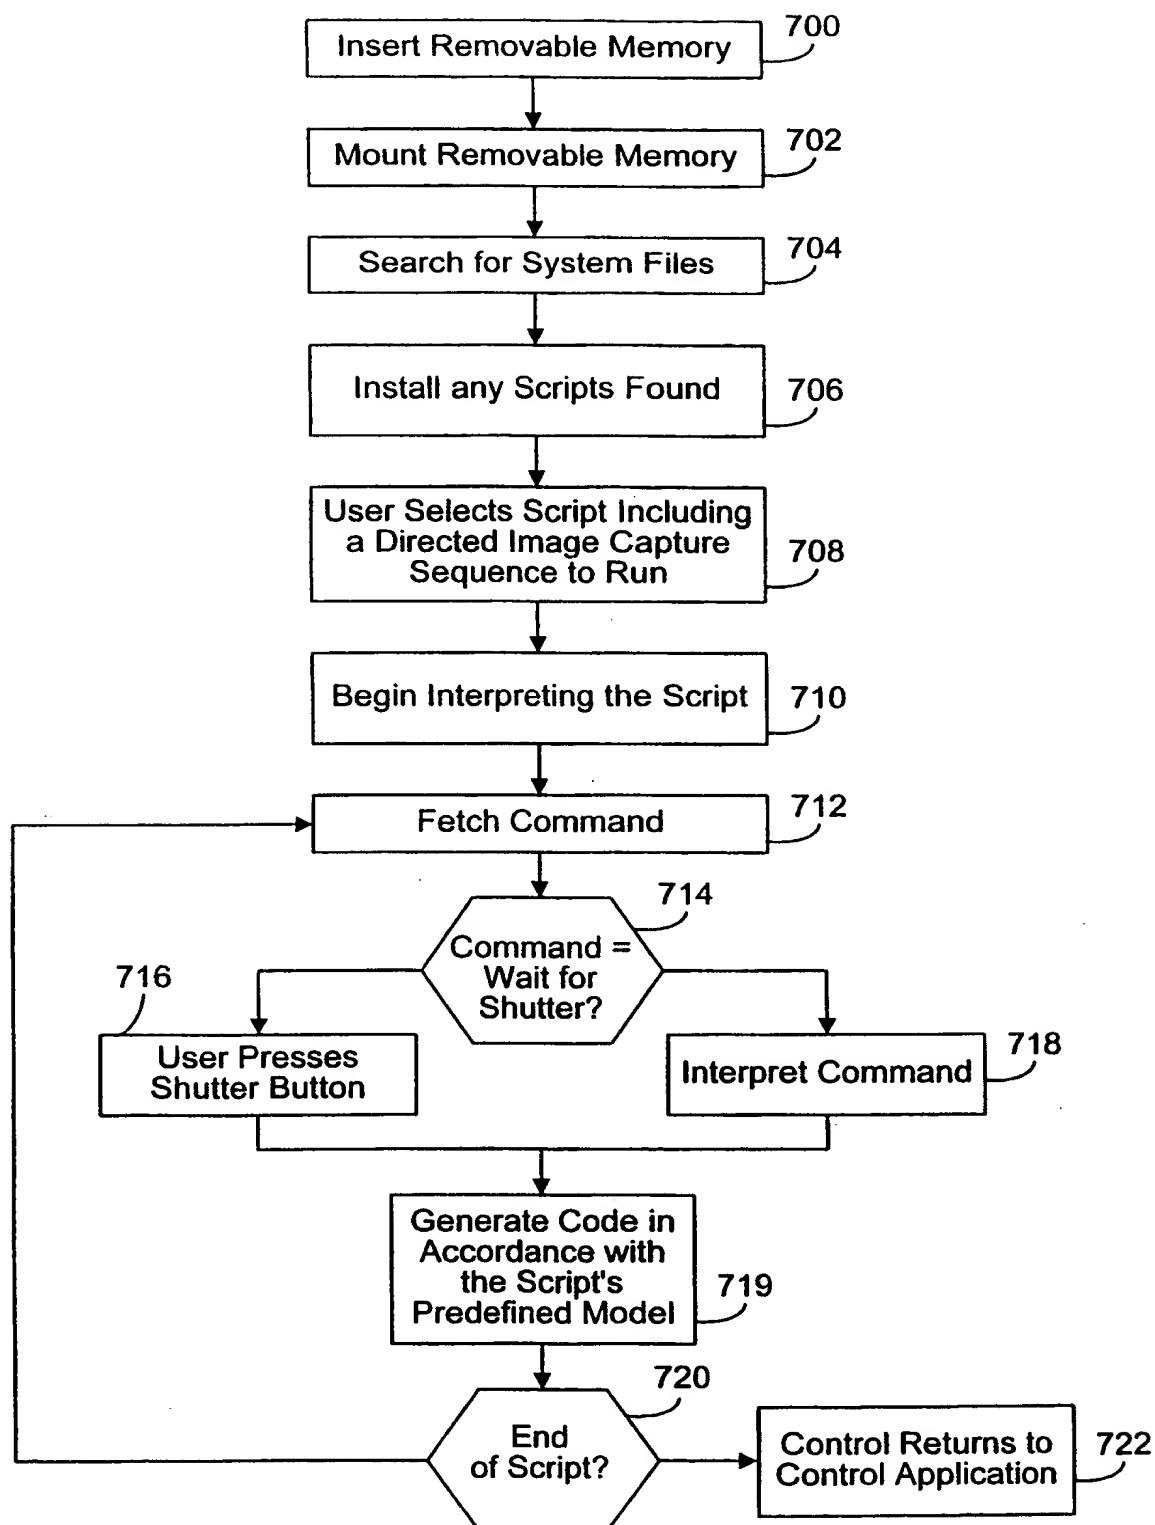 700
Insert Removable Memory
702
Mount Removable Memory
704
Search for System Files
706
Install any Scripts Found
User Selects Script Including
a Directed Image Capture
Sequence to Run
708
Begin Interpreting the Script
710
Fetch Command
712
714
Command =
Wait for
Shutter?
716
User Presses
Shutter Button
718
Interpret Command
Generate Code in
Accordance with
the Script's
Predefined Model
719
720
End
of Script?
Control Returns to
Control Application
722